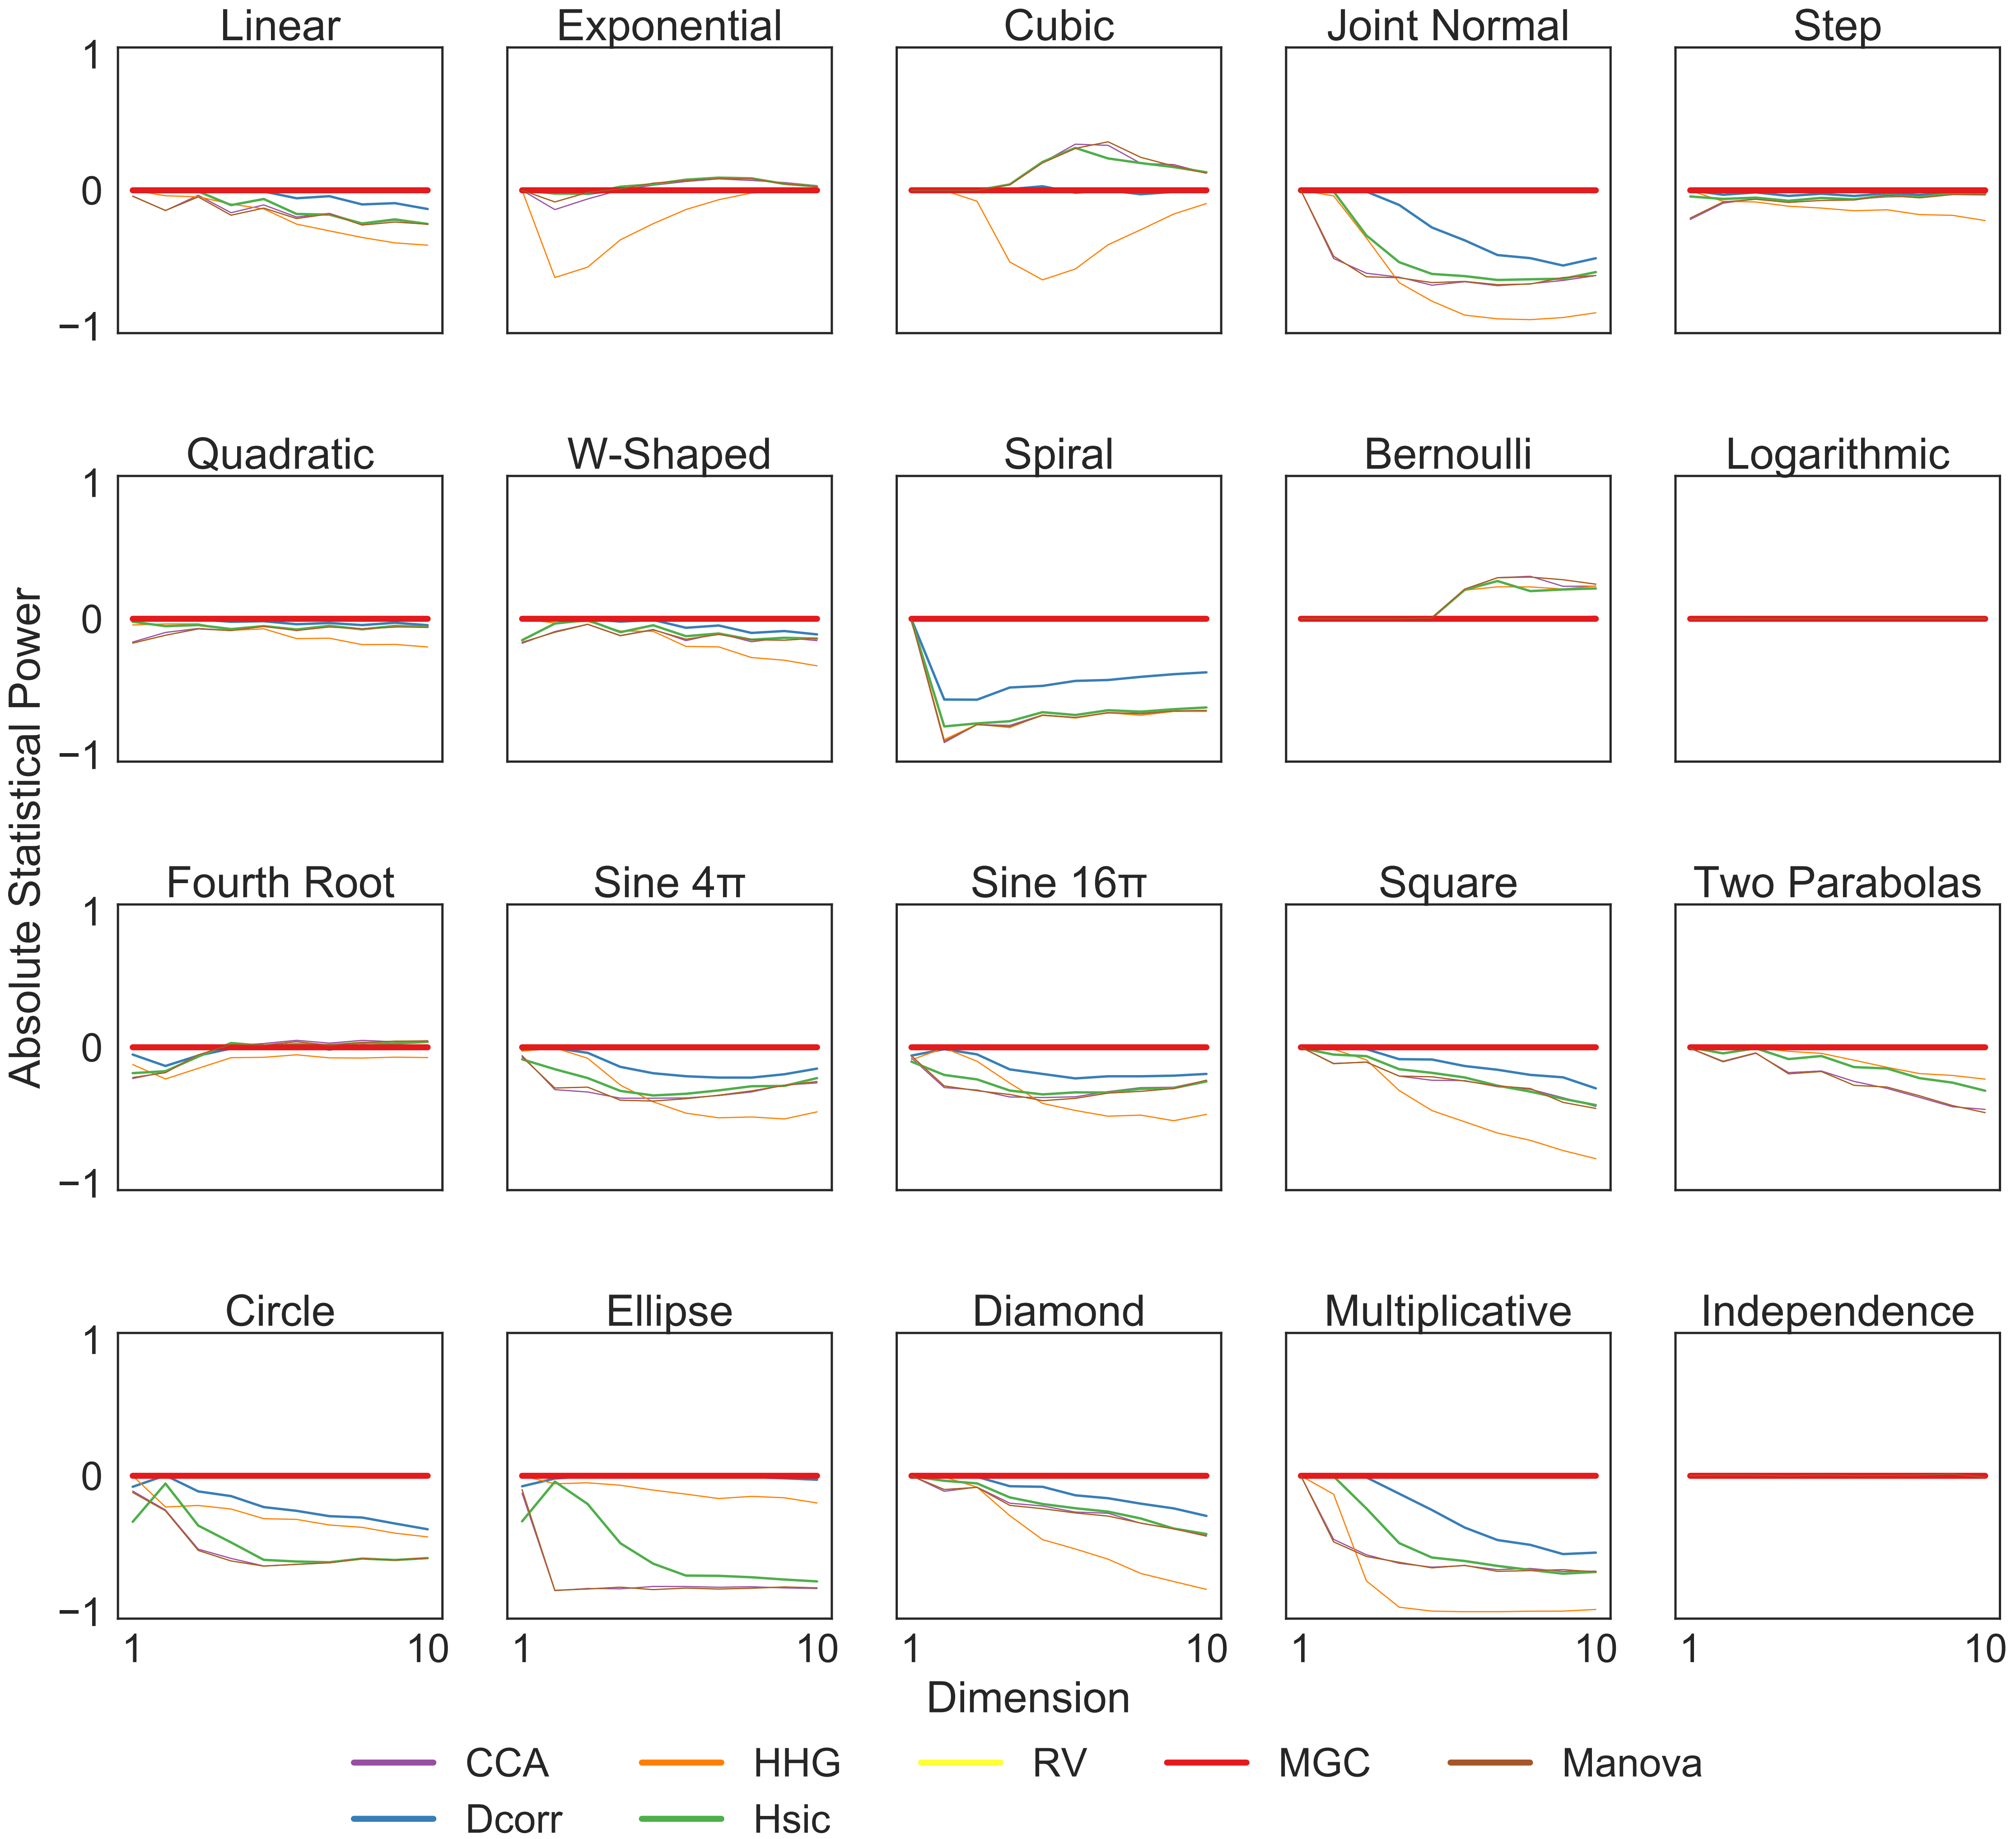 Linear Exponential Cubic Joint Normal Step
1
0
−1
Quadratic W-Shaped Spiral Bernoulli Logarithmic
1
0
−1
Absolute Statistical Power
Fourth Root Sine 4π Sine 16π Square Two Parabolas
1
0
−1
Circle Ellipse Diamond Multiplicative Independence
1
0
−1
1 10 1 10 1 10 1 10 1 10
Dimension
CCA HHG RV MGC Manova
Dcorr Hsic